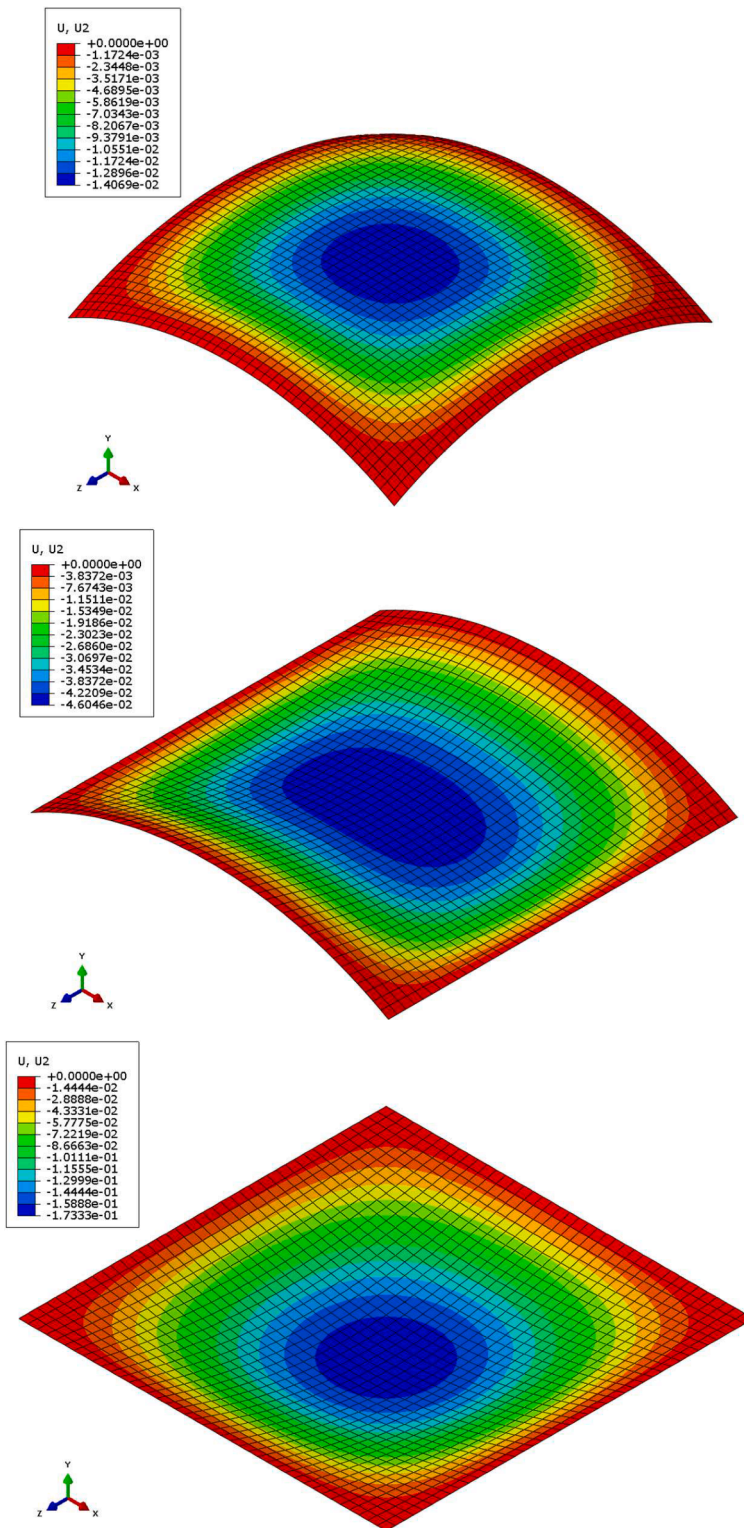 U, U2
+0.0000e+00
-1.1724e-03
-2.3448e-03
-3.5171e-03
-4.6895e-03
-5.8619e-03
-7.0343e-03
-8.2067e-03
-9.3791e-03
-1.0551e-02
-1.1724e-02
-1.2896e-02
-1.4069e-02
Y
Z
X
U, U2
+0.0000e+00
-3.8372e-03
-7.6743e-03
-1.1511e-02
-1.5349e-02
-1.9186e-02
-2.3023e-02
-2.6860e-02
-3.0697e-02
-3.4534e-02
-3.8372e-02
-4.2209e-02
-4.6046e-02
Y
Z
X
U, U2
+0.0000e+00
-1.4444e-02
-2.8888e-02
-4.3331e-02
-5.7775e-02
-7.2219e-02
-8.6663e-02
-1.0111e-01
-1.1555e-01
-1.2999e-01
-1.4444e-01
-1.5888e-01
-1.7333e-01
Y
Z
X